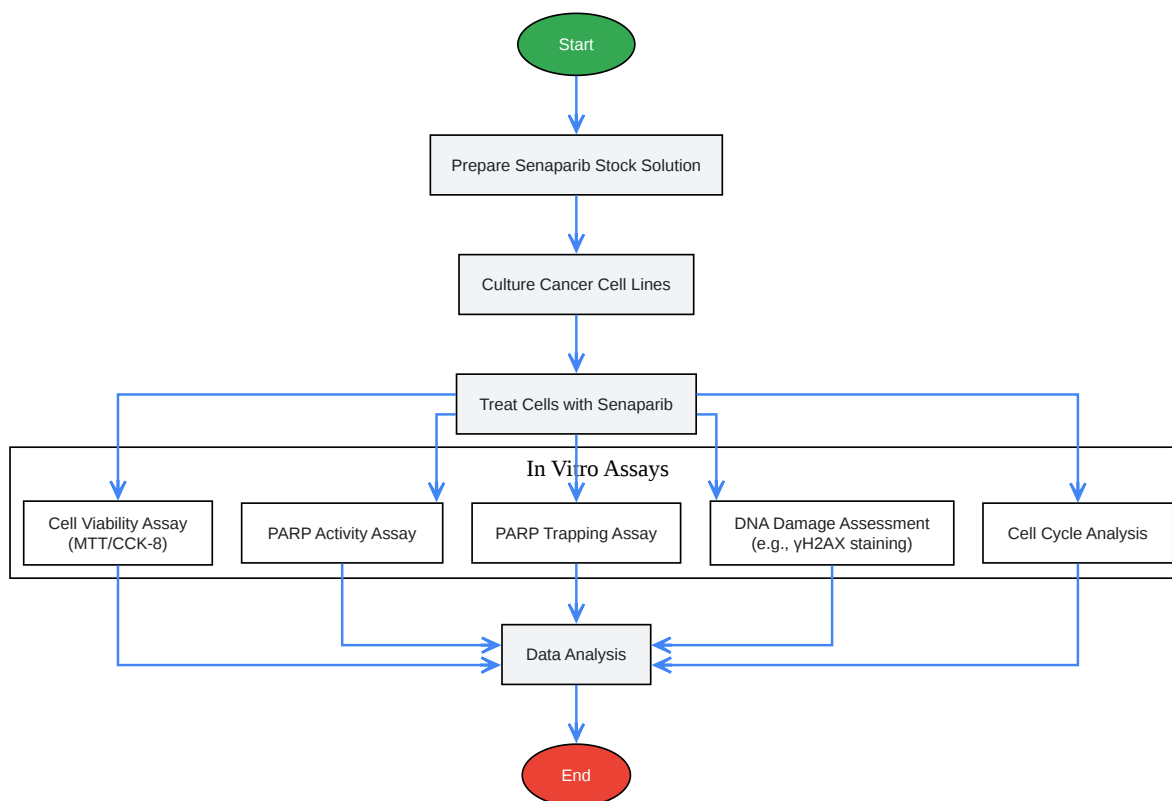 Start
Prepare Senaparib Stock Solution
Culture Cancer Cell Lines
Treat Cells with Senaparib
In Vitro Assays
Cell Viability Assay
(MTT/CCK-8)
PARP Activity Assay
PARP Trapping Assay
DNA Damage Assessment
(e.g., γH2AX staining)
Cell Cycle Analysis
Data Analysis
End